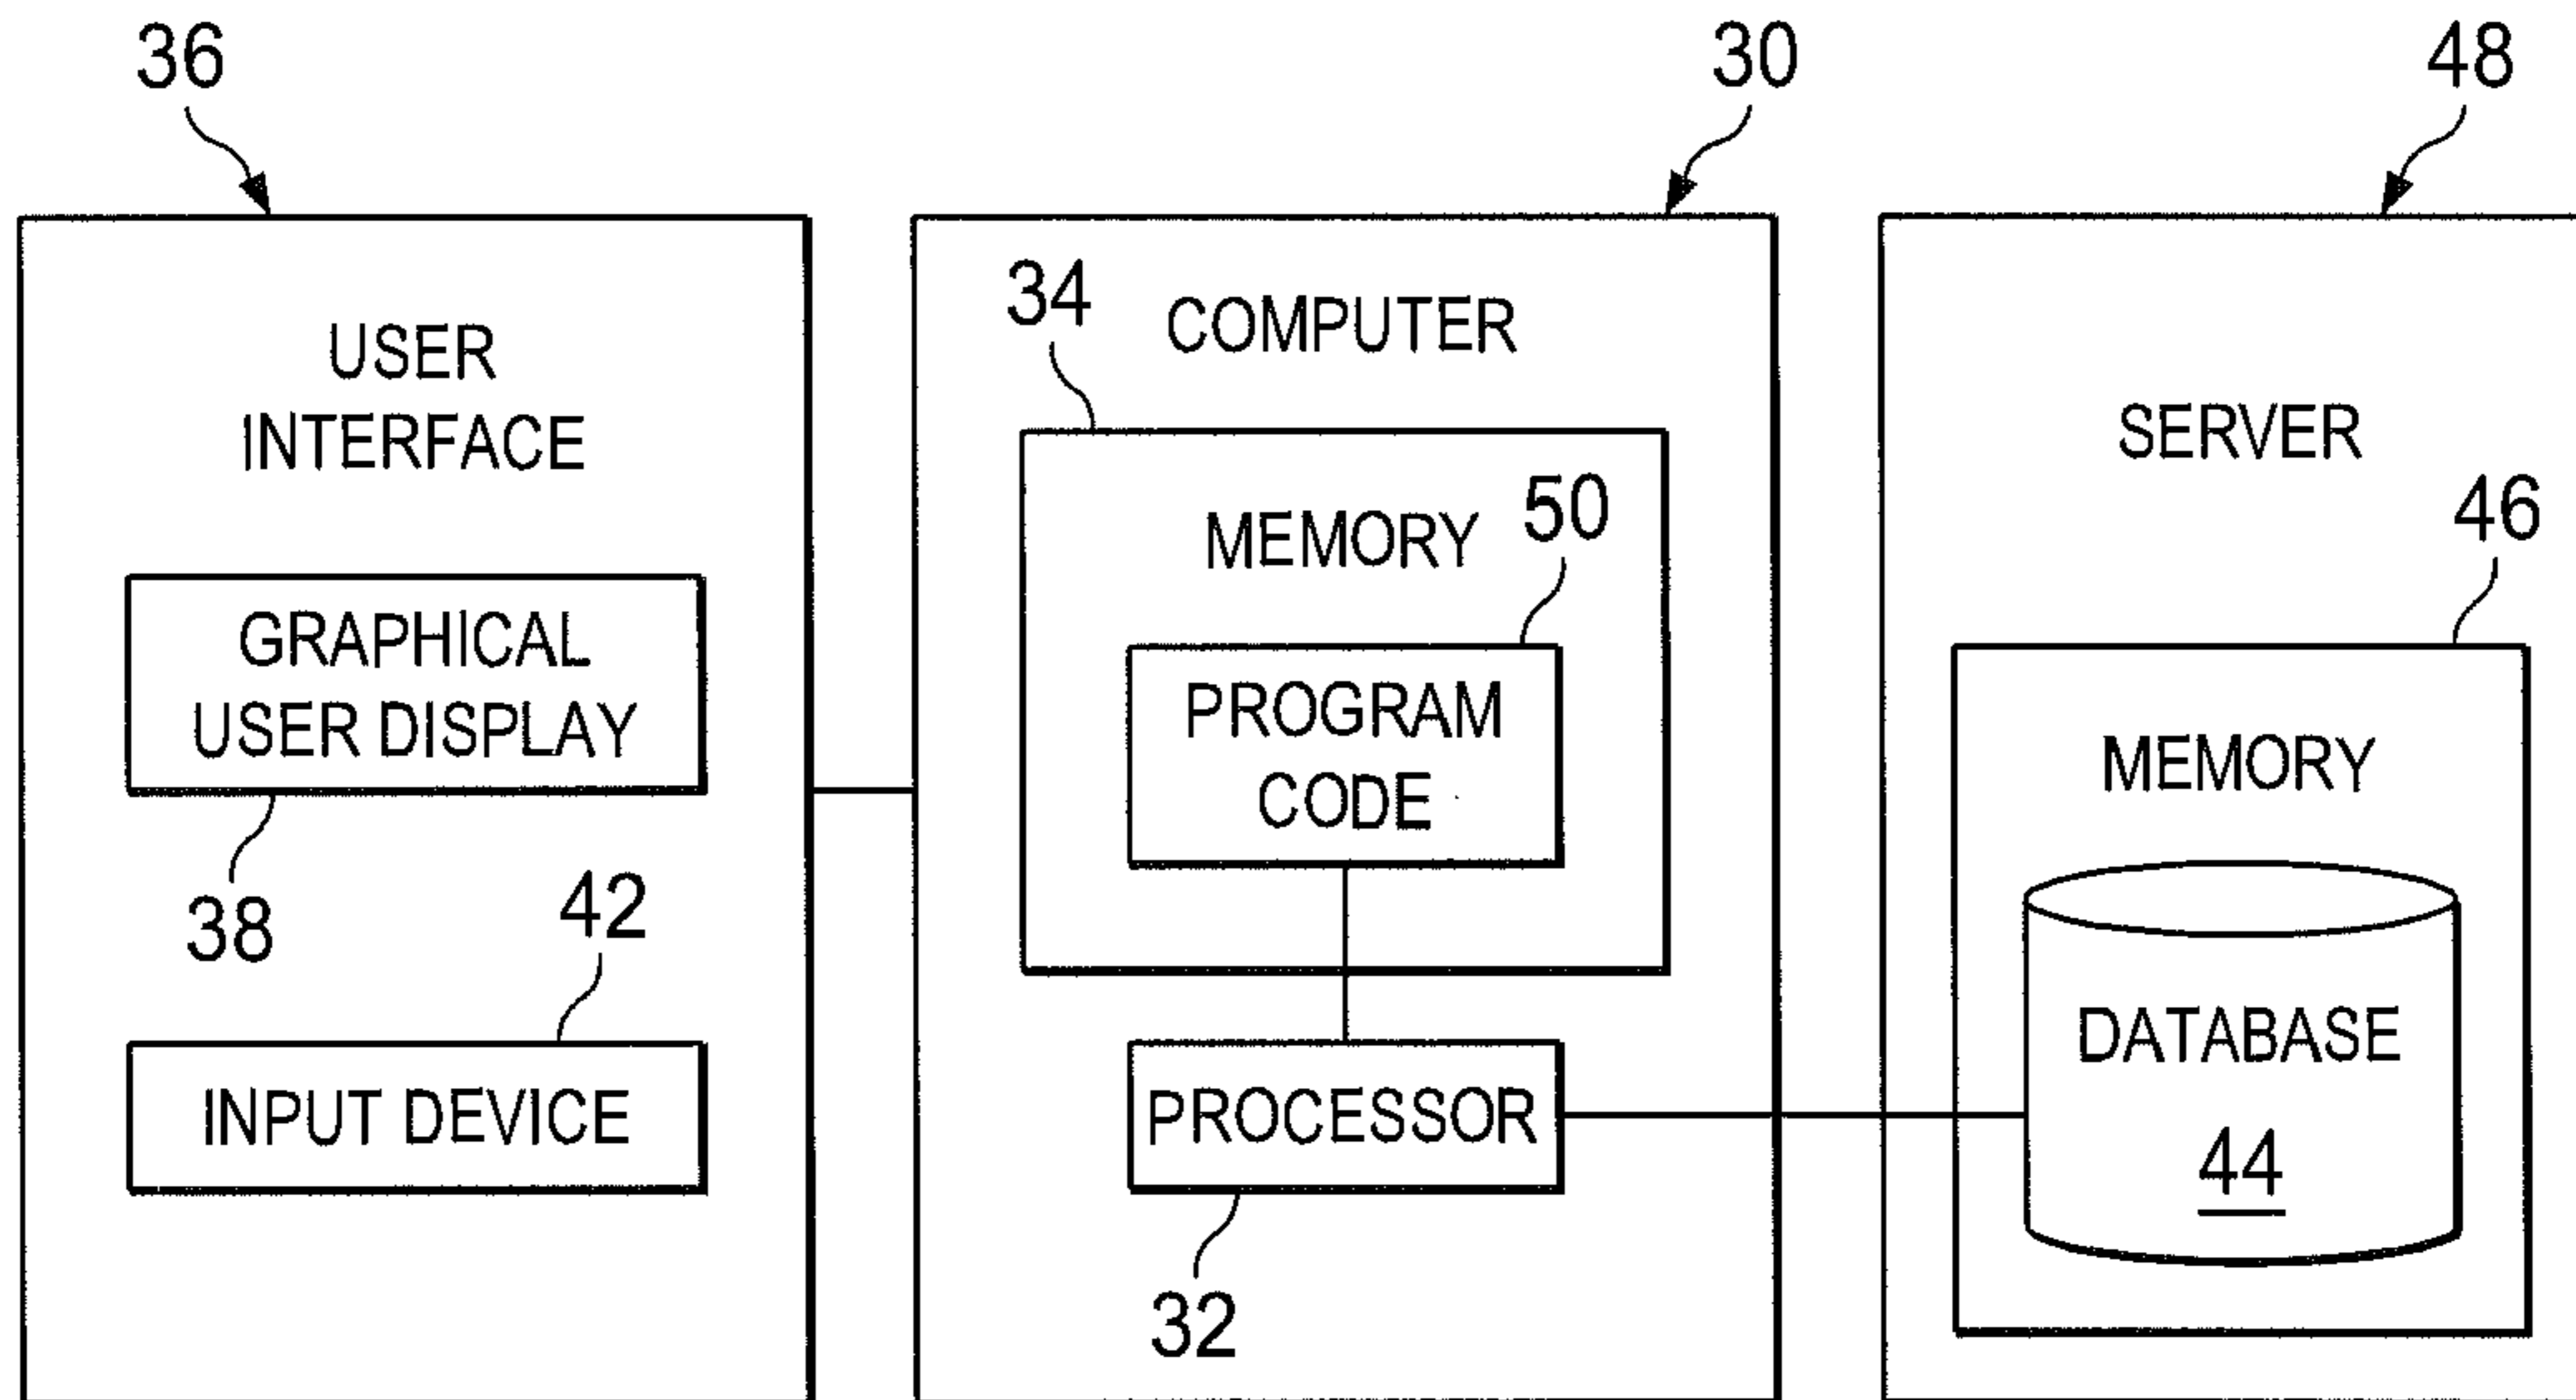 36
30
48
USER
INTERFACE
GRAPHICAL
USER DISPLAY
38
42
INPUT DEVICE
34
COMPUTER
MEMORY
50
PROGRAM
CODE
PROCESSOR
32
SERVER
46
MEMORY
DATABASE
44